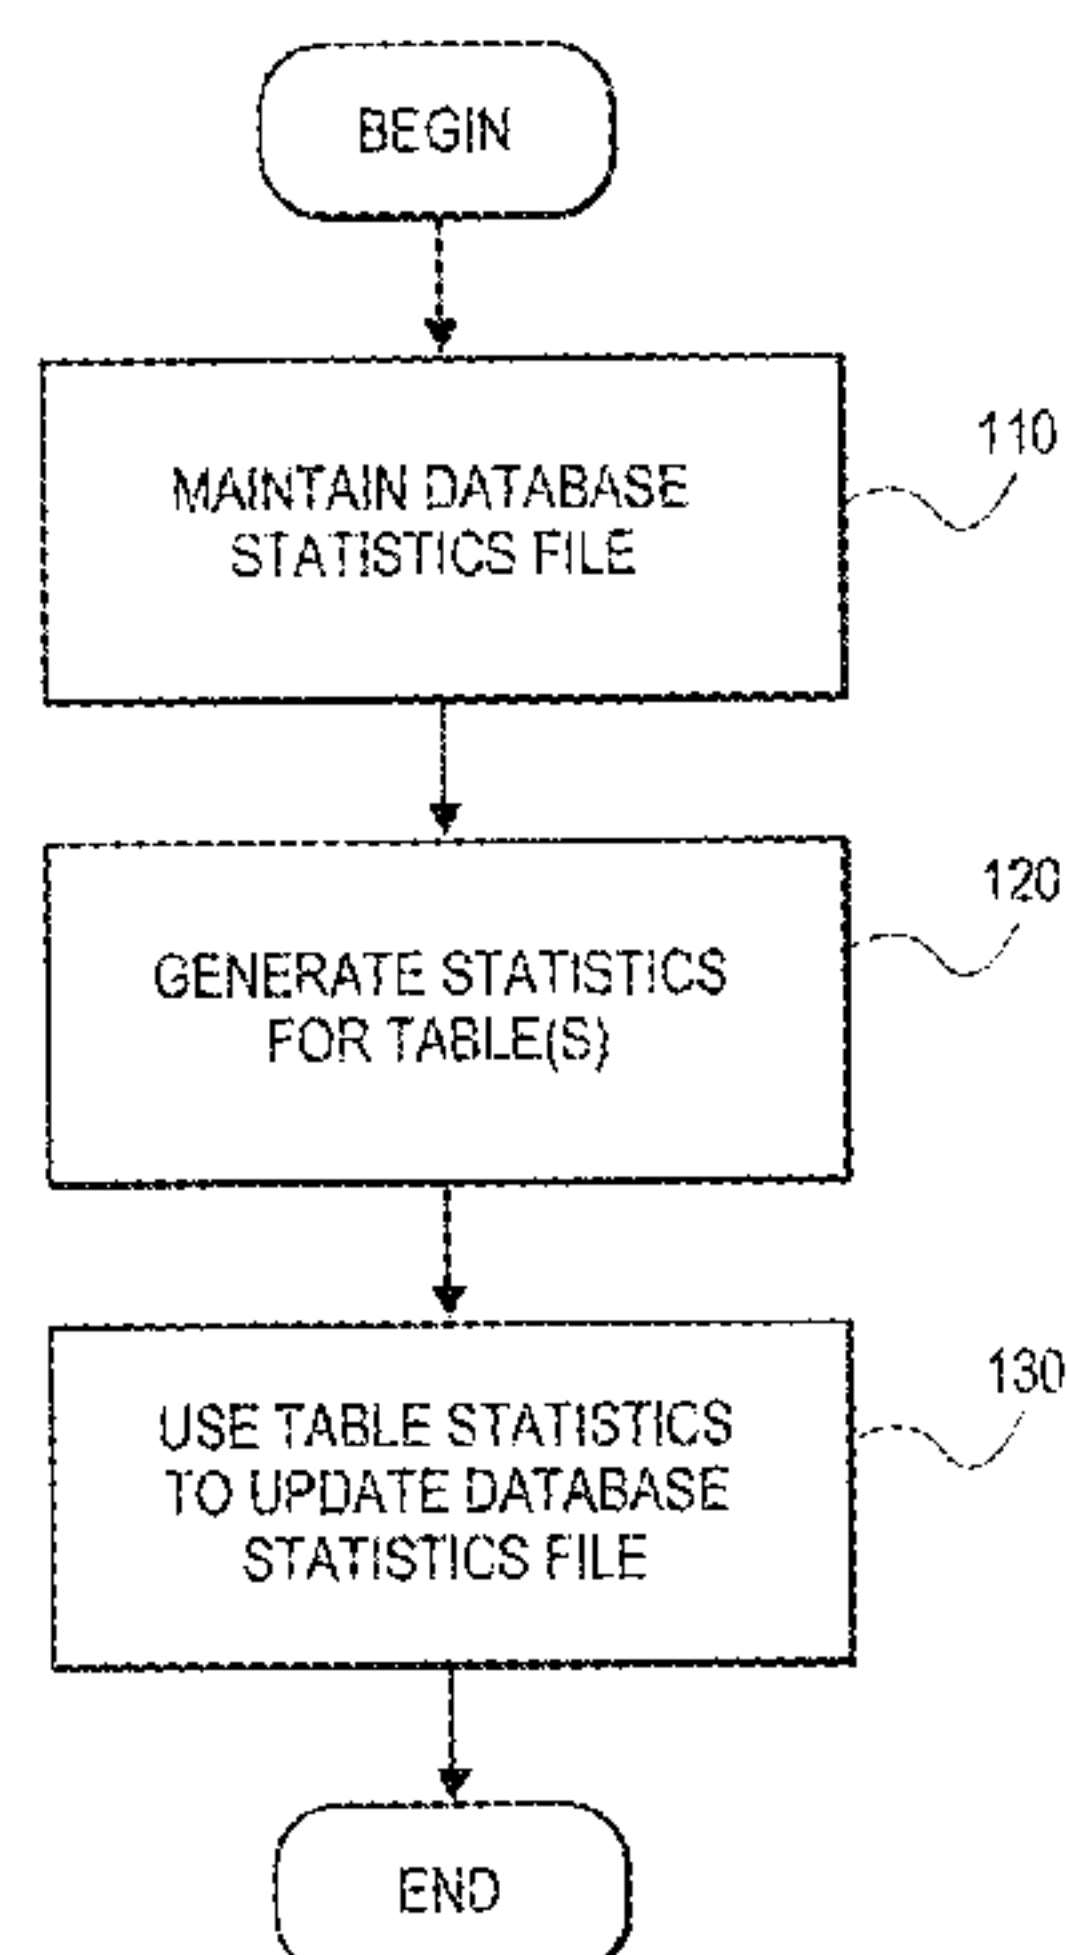 BEGIN
MAINTAIN DATABASE
STATISTICS FILE
110
GENERATE STATISTICS
FOR TABLE(S)
120
USE TABLE STATISTICS
TO UPDATE DATABASE
STATISTICS FILE
130
END